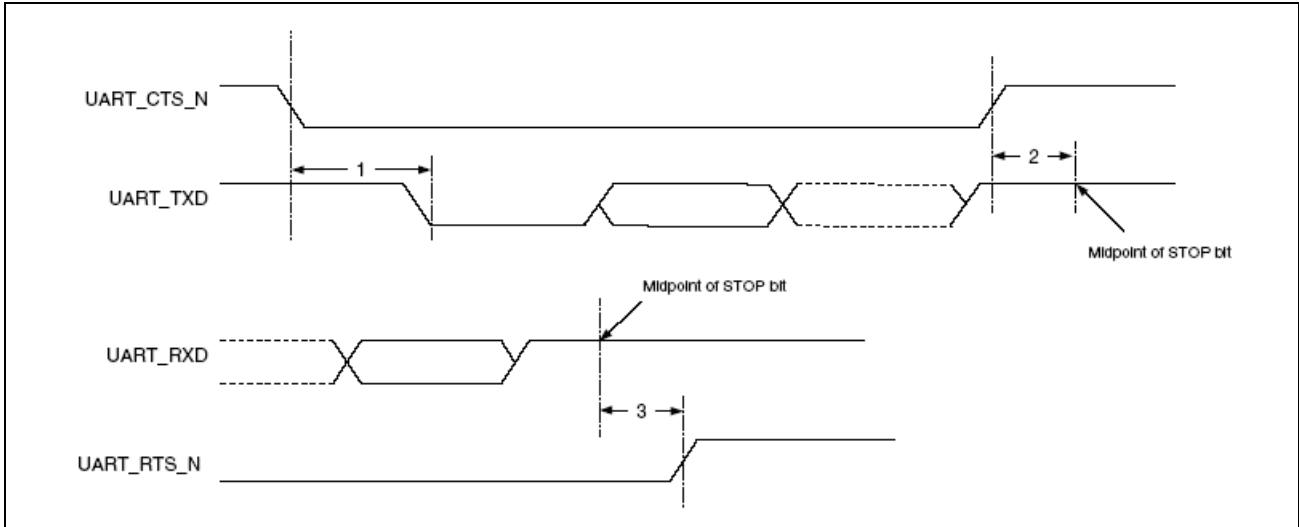 UART_CTS_N
1
2
UART_TXD
Midpoint of STOP bit
Midpoint of STOP bit
UART_RXD
3
UART_RTS_N